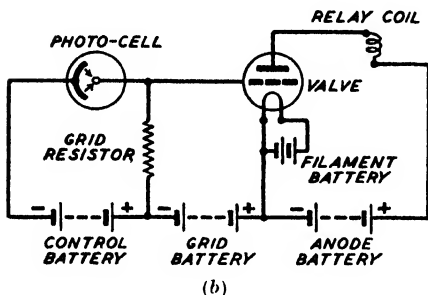 RELAY COIL
PHOTO-CELL
VALVE
GRID
RESISTOR
FILAMENT
BATTERY
- + - + - +
CONTROL
BATTERY
GRID
BATTERY
ANODE
BATTERY
(b)